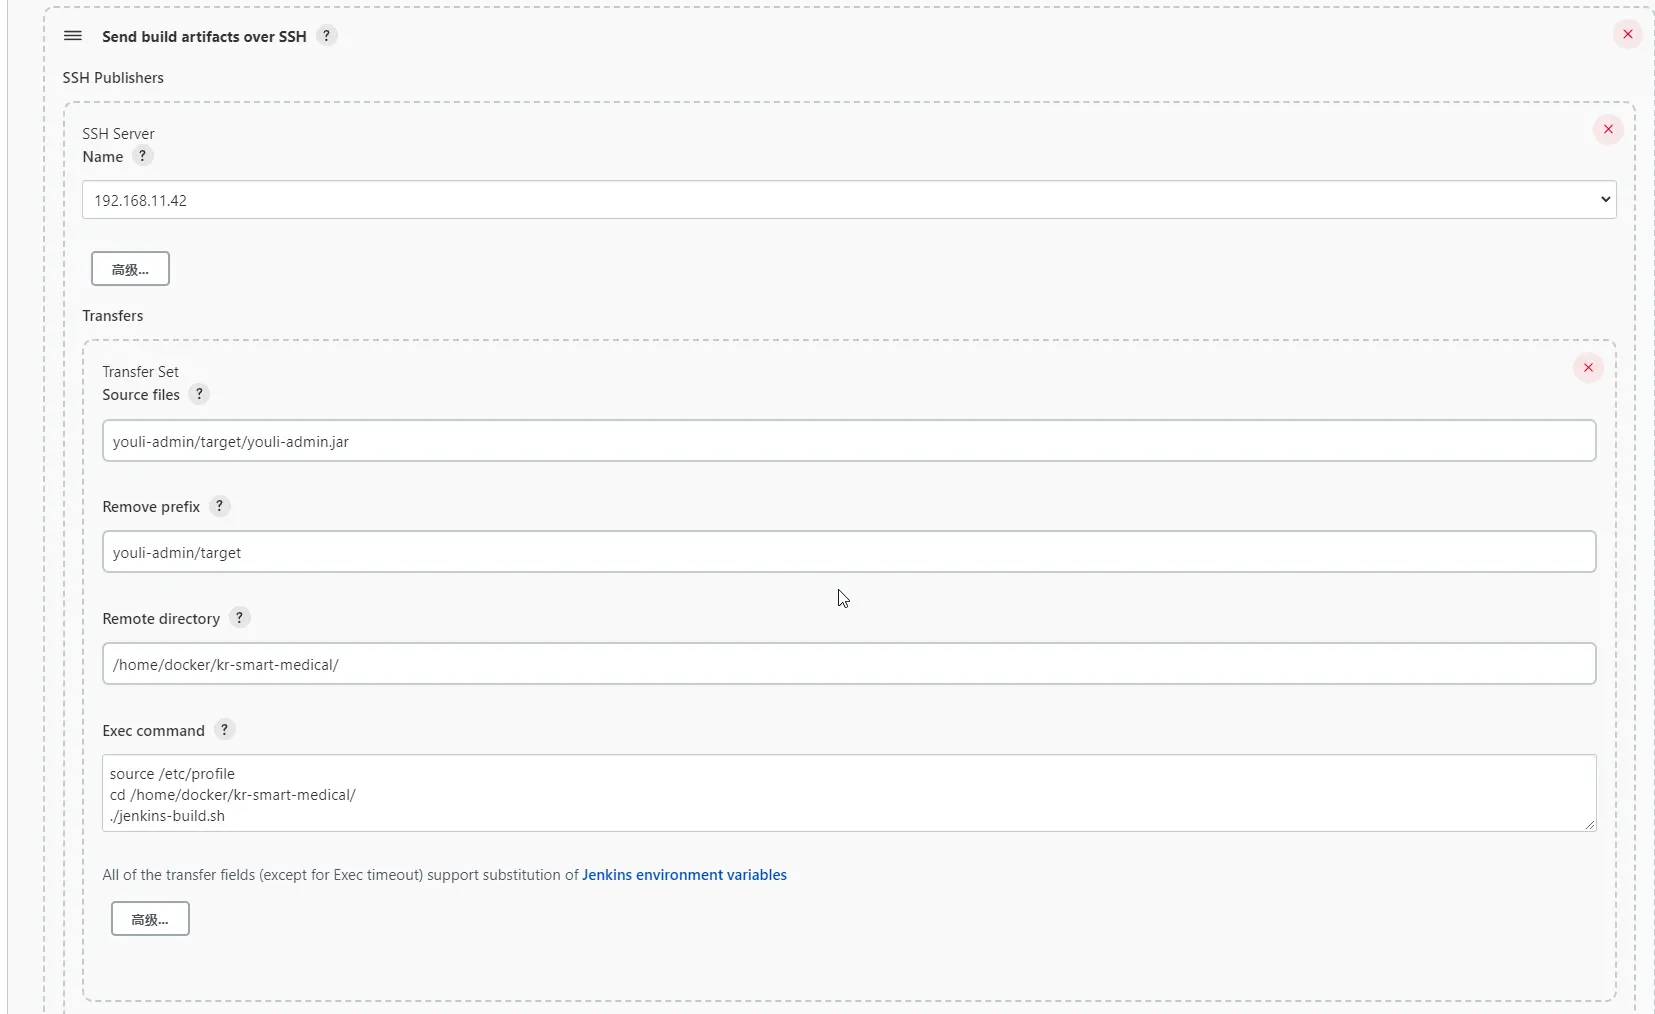 Send build artifacts over SSH ?
SSH Publishers
SSH Server
Name ?
192.168.11.42
高级...
Transfers
Transfer Set
Source files ?
youli-admin/target/youli-admin.jar
Remove prefix ?
youli-admin/target
Remote directory ?
/home/docker/kr-smart-medical/
Exec command ?
source /etc/profile
cd /home/docker/kr-smart-medical/
./jenkins-build.sh
All of the transfer fields (except for Exec timeout) support substitution of Jenkins environment variables
高级...